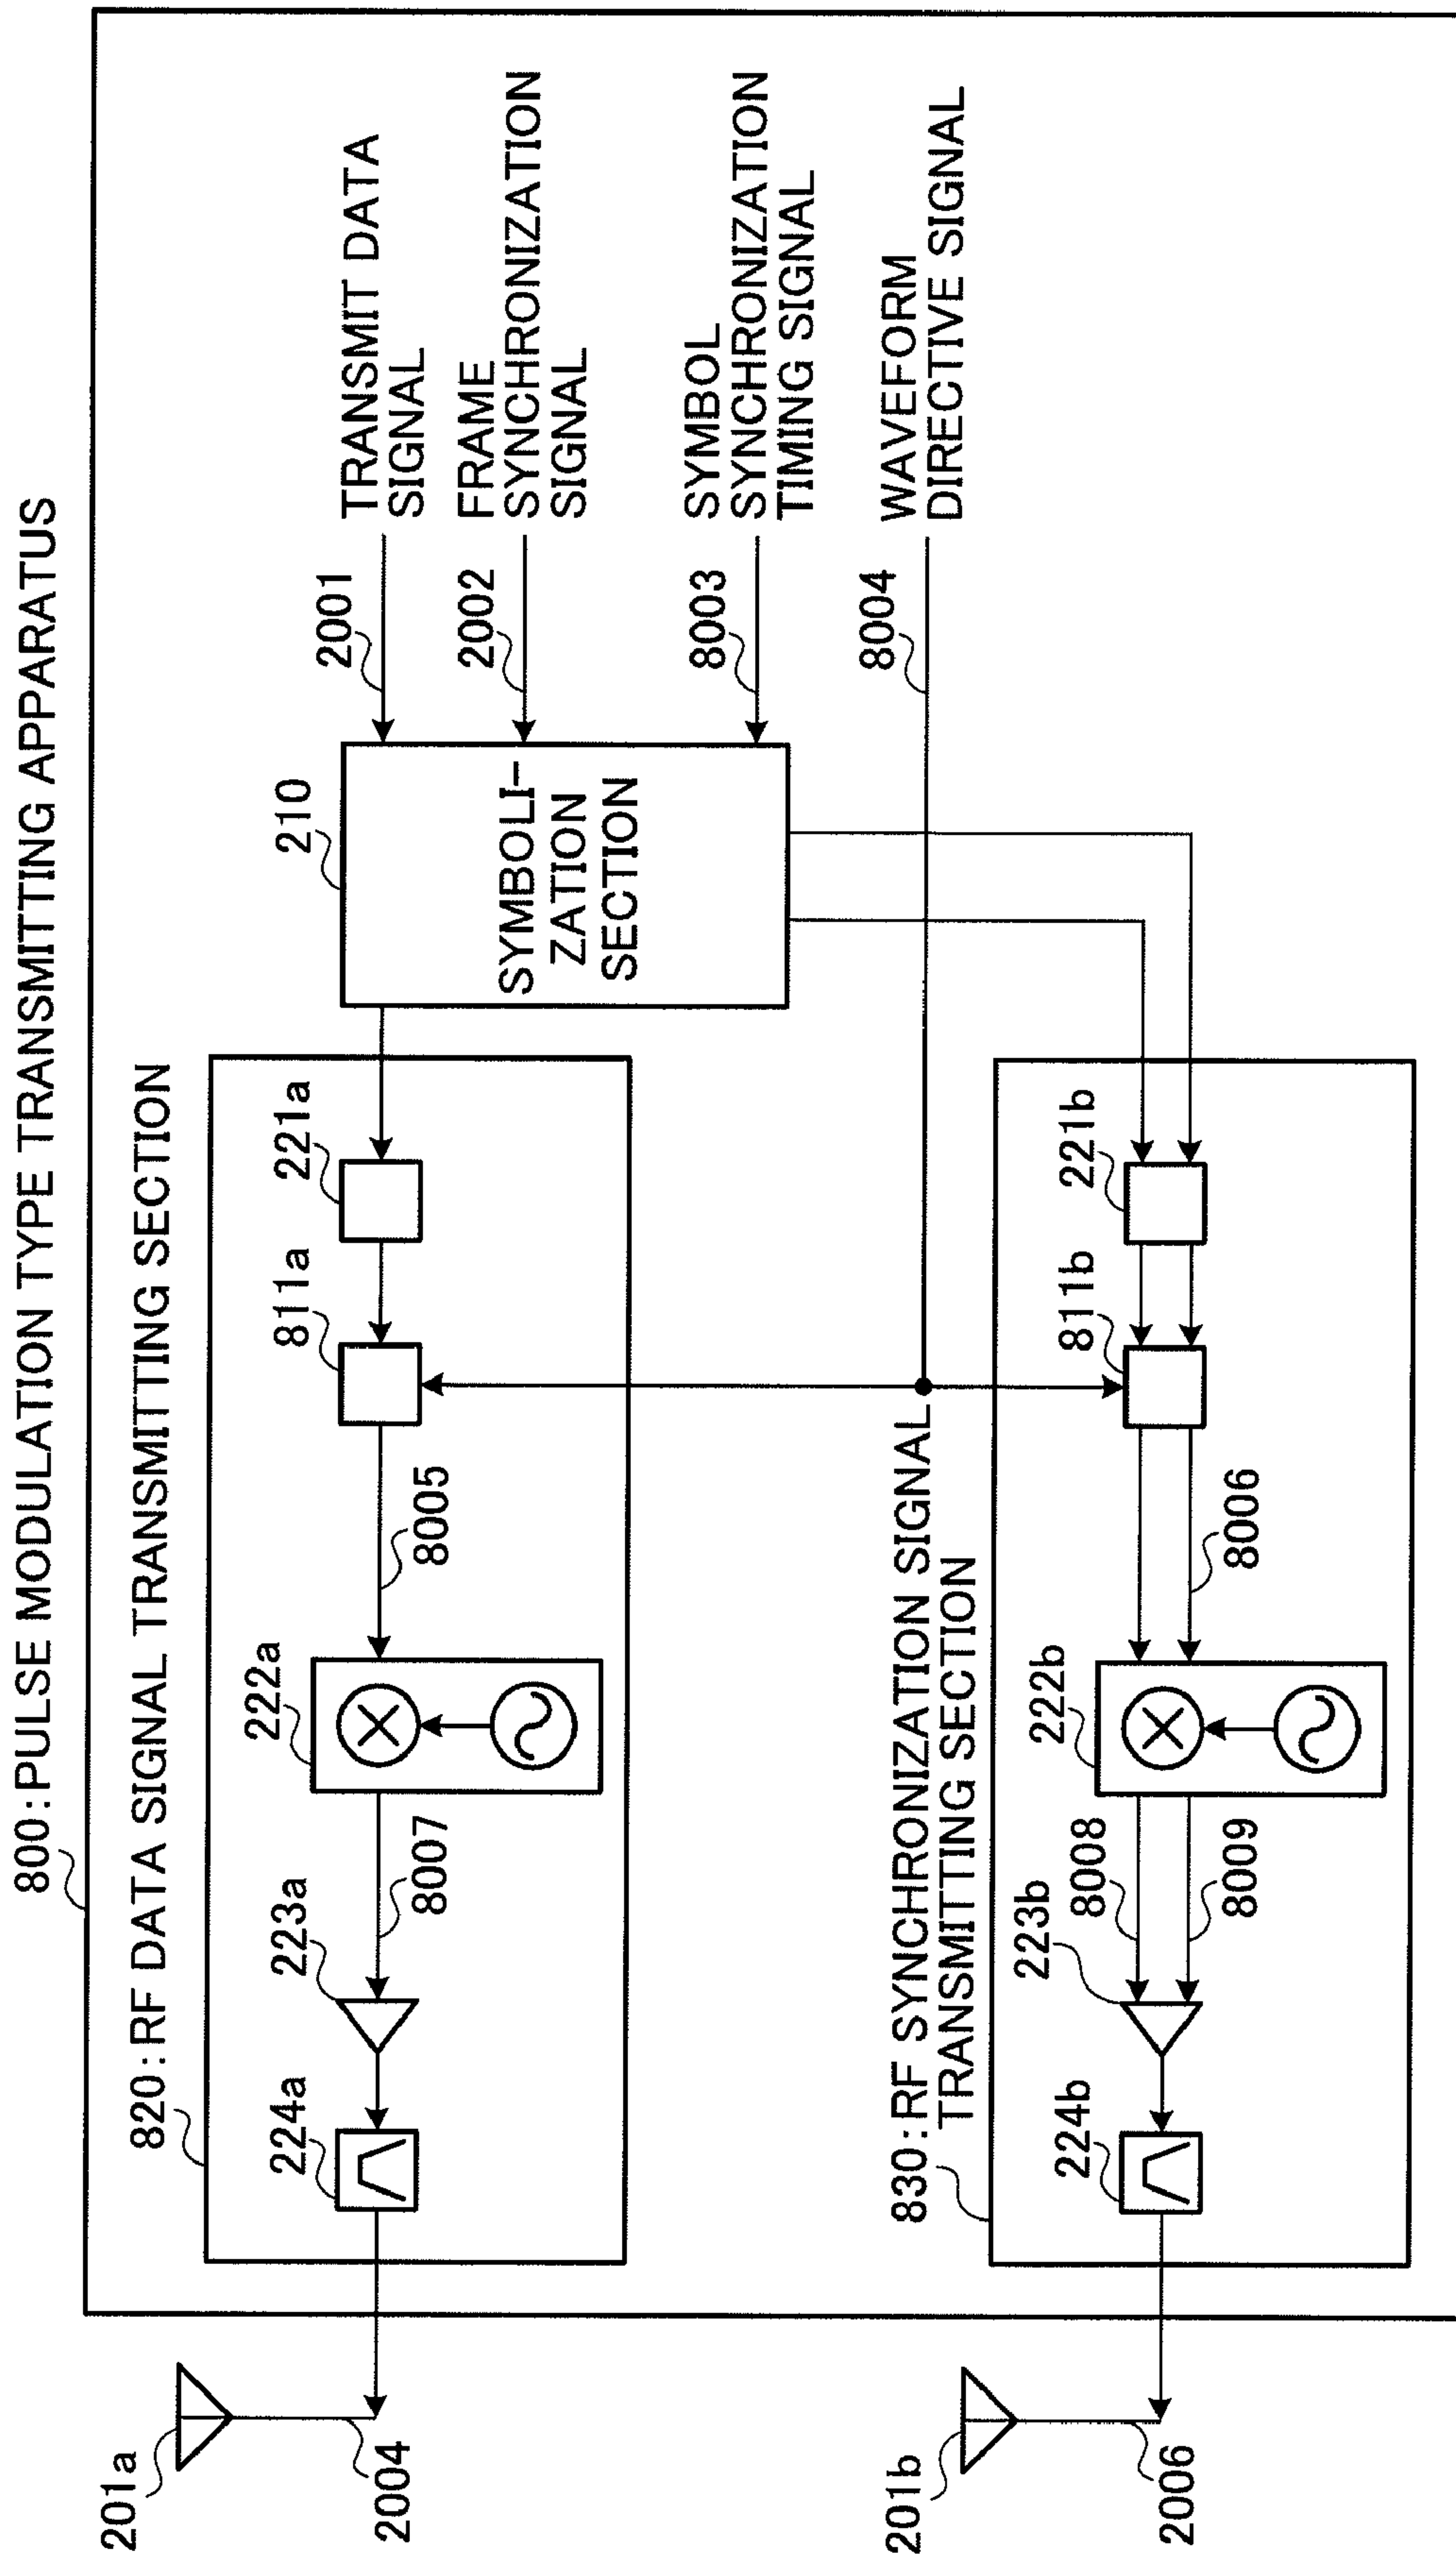 800:PULSE MODULATION TYPE TRANSMITTING APPARATUS
820:RF DATA SIGNAL TRANSMITTING SECTION
201a
2004
224a
223a
8007
222a
8005
811a
221a
210
SYMBOLI-
ZATION
SECTION
2001
TRANSMIT DATA
SIGNAL
2002
FRAME
SYNCHRONIZATION
SIGNAL
8003
SYMBOL
SYNCHRONIZATION
TIMING SIGNAL
8004
WAVEFORM
DIRECTIVE SIGNAL
830:RF SYNCHRONIZATION SIGNAL
TRANSMITTING SECTION
201b
2006
224b
223b
8008
8009
222b
8006
811b
221b